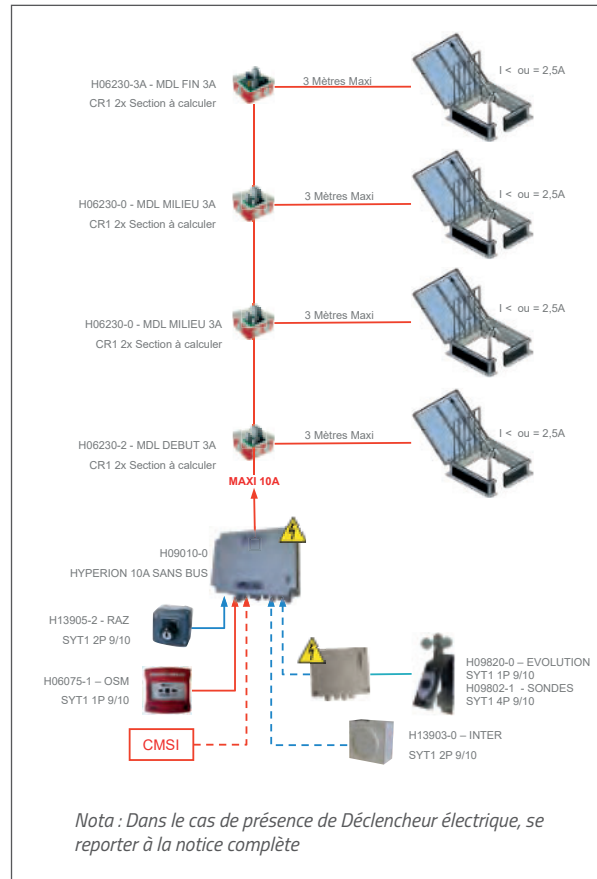 H06230-3A - MDL FIN 3A
CR1 2x Section à calculer
3 Mètres Maxi
I < ou = 2,5A
H06230-0 - MDL MILIEU 3A
CR1 2x Section à calculer
3 Mètres Maxi
I < ou = 2,5A
H06230-0 - MDL MILIEU 3A
CR1 2x Section à calculer
3 Mètres Maxi
I < ou = 2,5A
H06230-2 - MDL DEBUT 3A
CR1 2x Section à calculer
3 Mètres Maxi
I < ou = 2,5A
MAXI 10A
H09010-0
HYPERION 10A SANS BUS
H13905-2 - RAZ
SYT1 2P 9/10
H06075-1 – OSM
SYT1 1P 9/10
CMSI
H09820-0 – EVOLUTION
SYT1 1P 9/10
H09802-1 - SONDES
SYT1 4P 9/10
H13903-0 – INTER
SYT1 2P 9/10
Nota : Dans le cas de présence de Déclencheur électrique, se
reporter à la notice complète